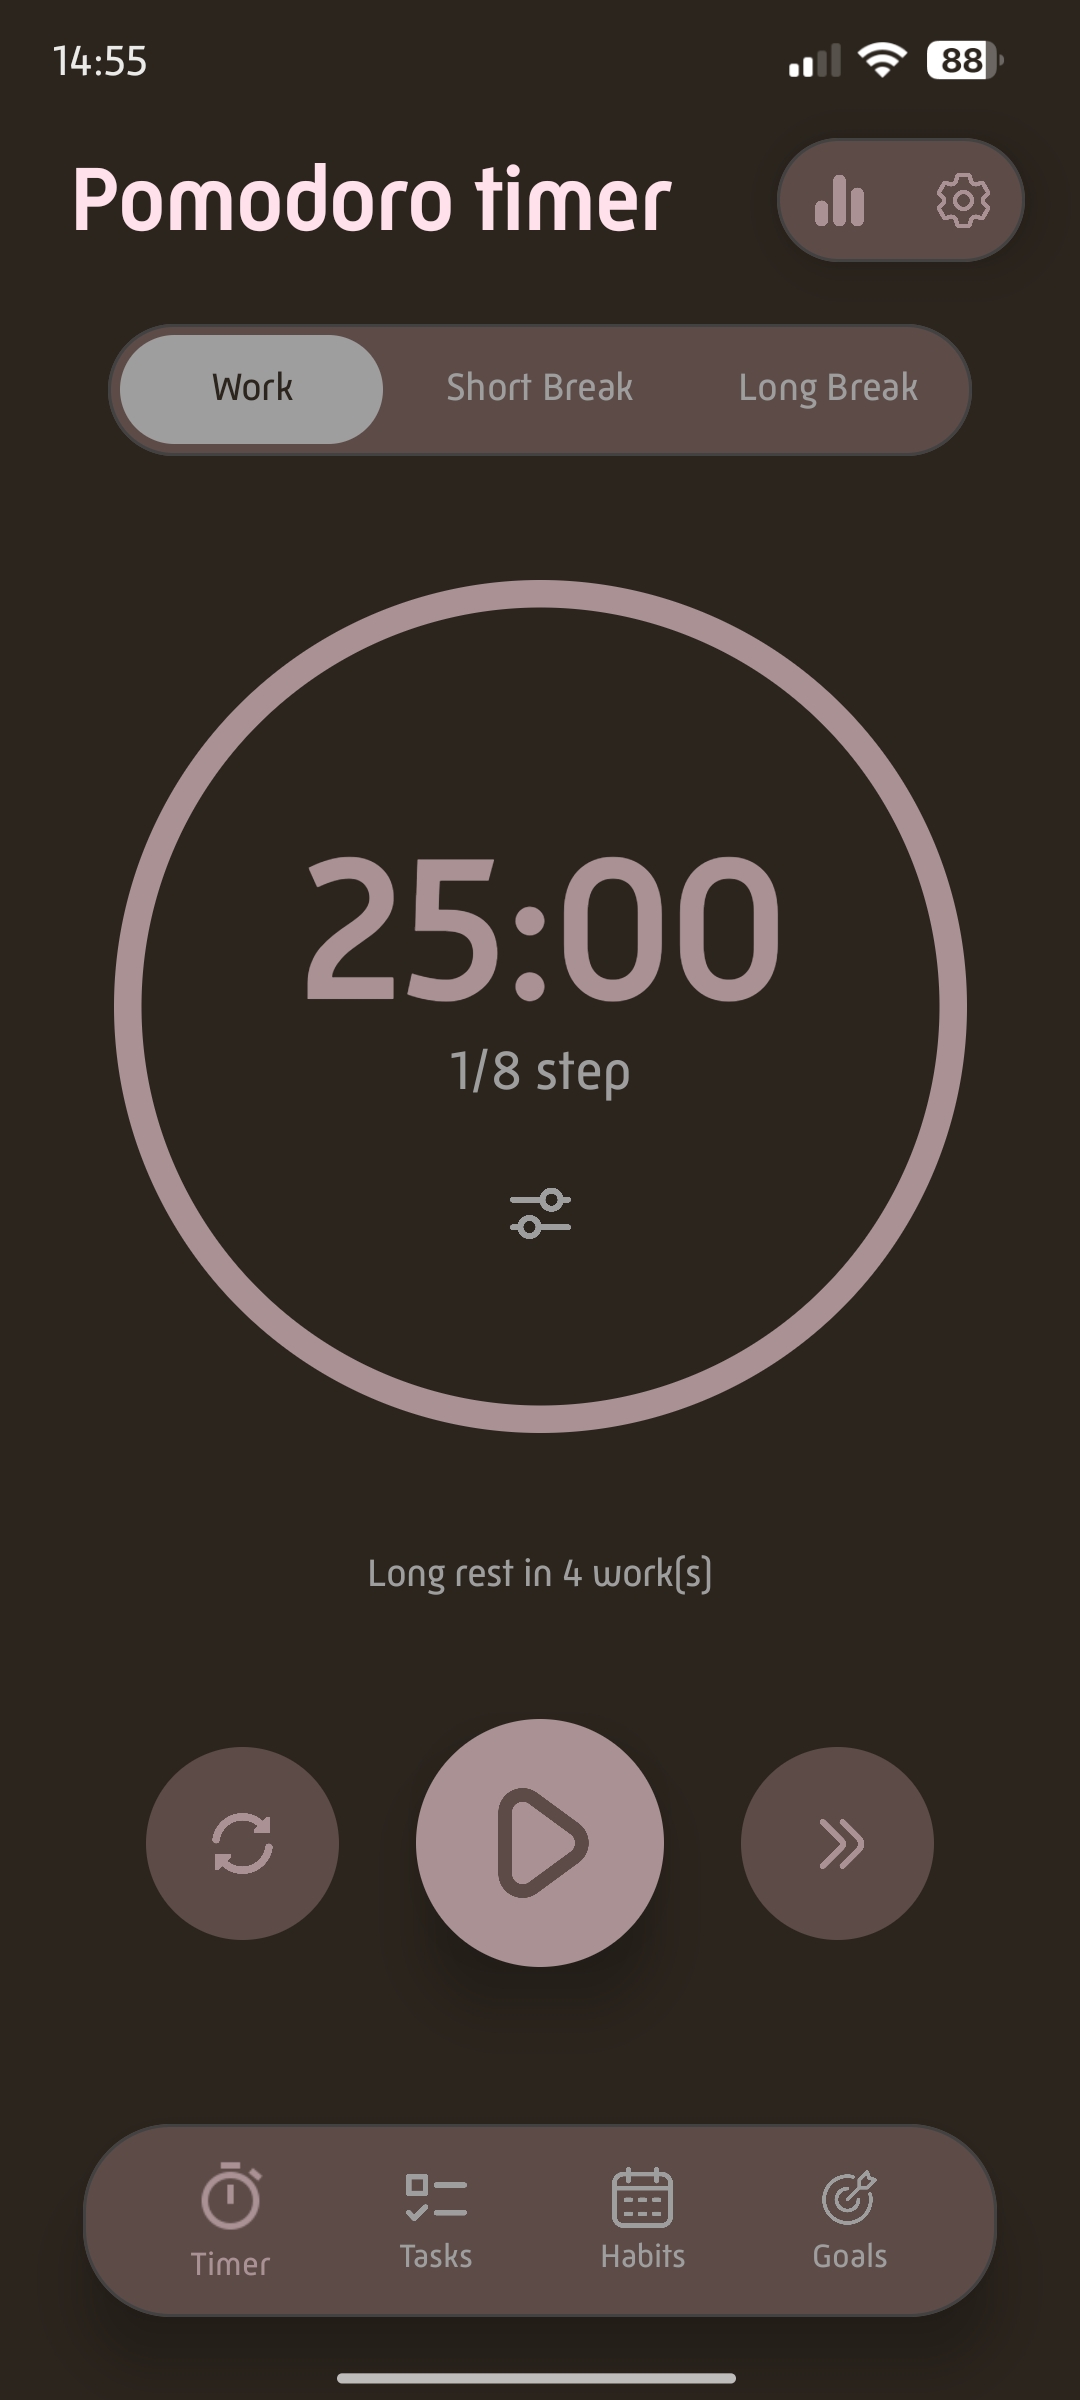 14:55
88
Pomodoro timer
Work Short Break Long Break
25:00
1/8 step
Long rest in 4 work(s)
Timer Tasks Habits Goals